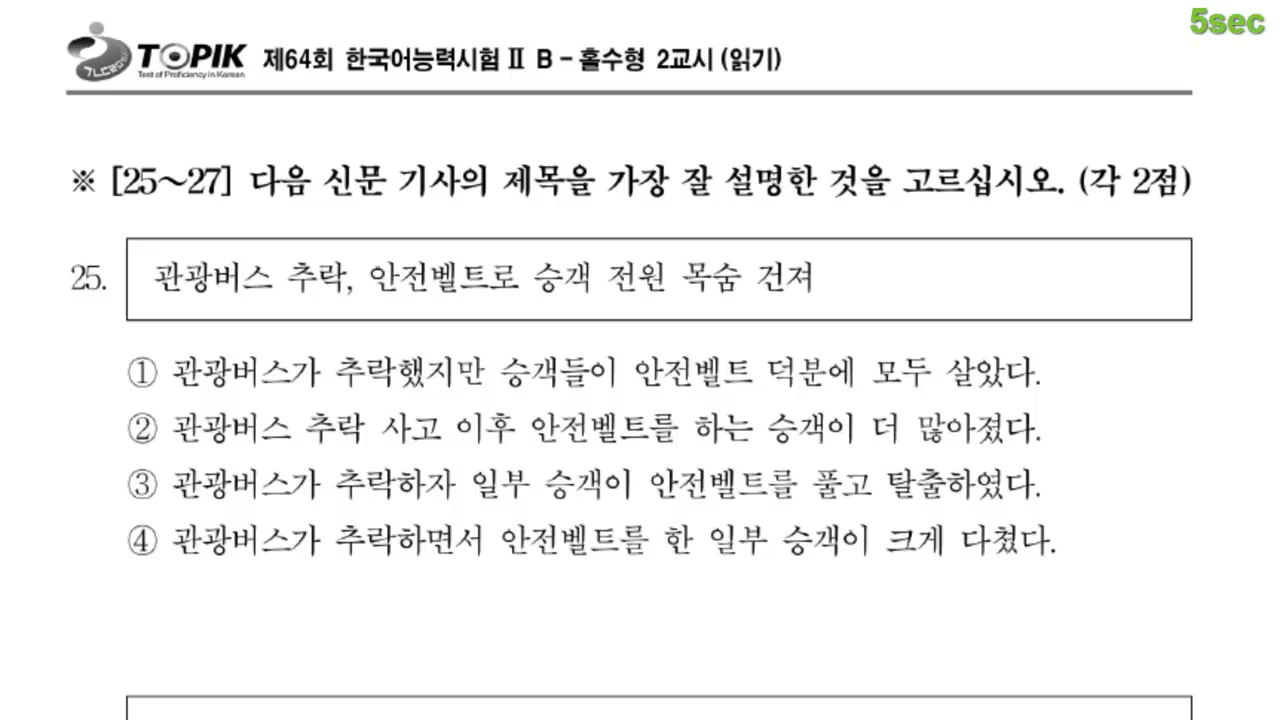 5sec
TOPIK 제64회 한국어능력시험 Ⅱ B - 홀수형 2교시 (읽기)
Test of Proficiency in Korean
※ [25~27] 다음 신문 기사의 제목을 가장 잘 설명한 것을 고르십시오. (각 2점)
25. 관광버스 추락, 안전벨트로 승객 전원 목숨 건져
① 관광버스가 추락했지만 승객들이 안전벨트 덕분에 모두 살았다.
② 관광버스 추락 사고 이후 안전벨트를 하는 승객이 더 많아졌다.
③ 관광버스가 추락하자 일부 승객이 안전벨트를 풀고 탈출하였다.
④ 관광버스가 추락하면서 안전벨트를 한 일부 승객이 크게 다쳤다.